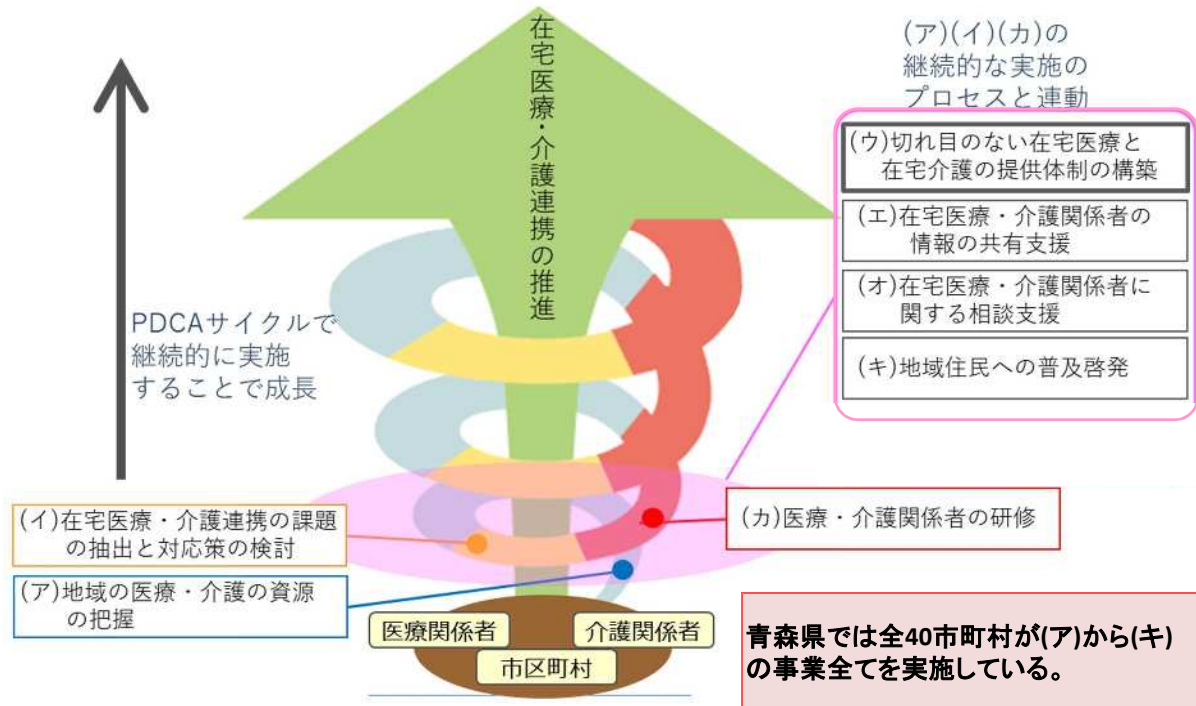 在宅医療・介護連携の推進
(ア)(イ)(カ)の
継続的な実施の
プロセスと連動
(ウ)切れ目のない在宅医療と
在宅介護の提供体制の構築
(エ)在宅医療・介護関係者の
情報の共有支援
(オ)在宅医療・介護関係者に
関する相談支援
(キ)地域住民への普及啓発
PDCAサイクルで
継続的に実施
することで成長
(イ)在宅医療・介護連携の課題
の抽出と対応策の検討
(カ)医療・介護関係者の研修
(ア)地域の医療・介護の資源
の把握
医療関係者
介護関係者
市区町村
青森県では全40市町村が(ア)から(キ)
の事業全てを実施している。